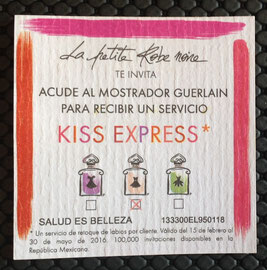 La petite Robe noire
TE INVITA
ACUDE AL MOSTRADOR GUERLAIN
PARA RECIBIR UN SERVICIO
KISS EXPRESS*
SALUD ES BELLEZA 133300EL950118
* Un servicio de retoque de labios por cliente. Válido del 15 de febrero al
30 de mayo de 2016. 100,000 invitaciones disponibles en la
República Mexicana.